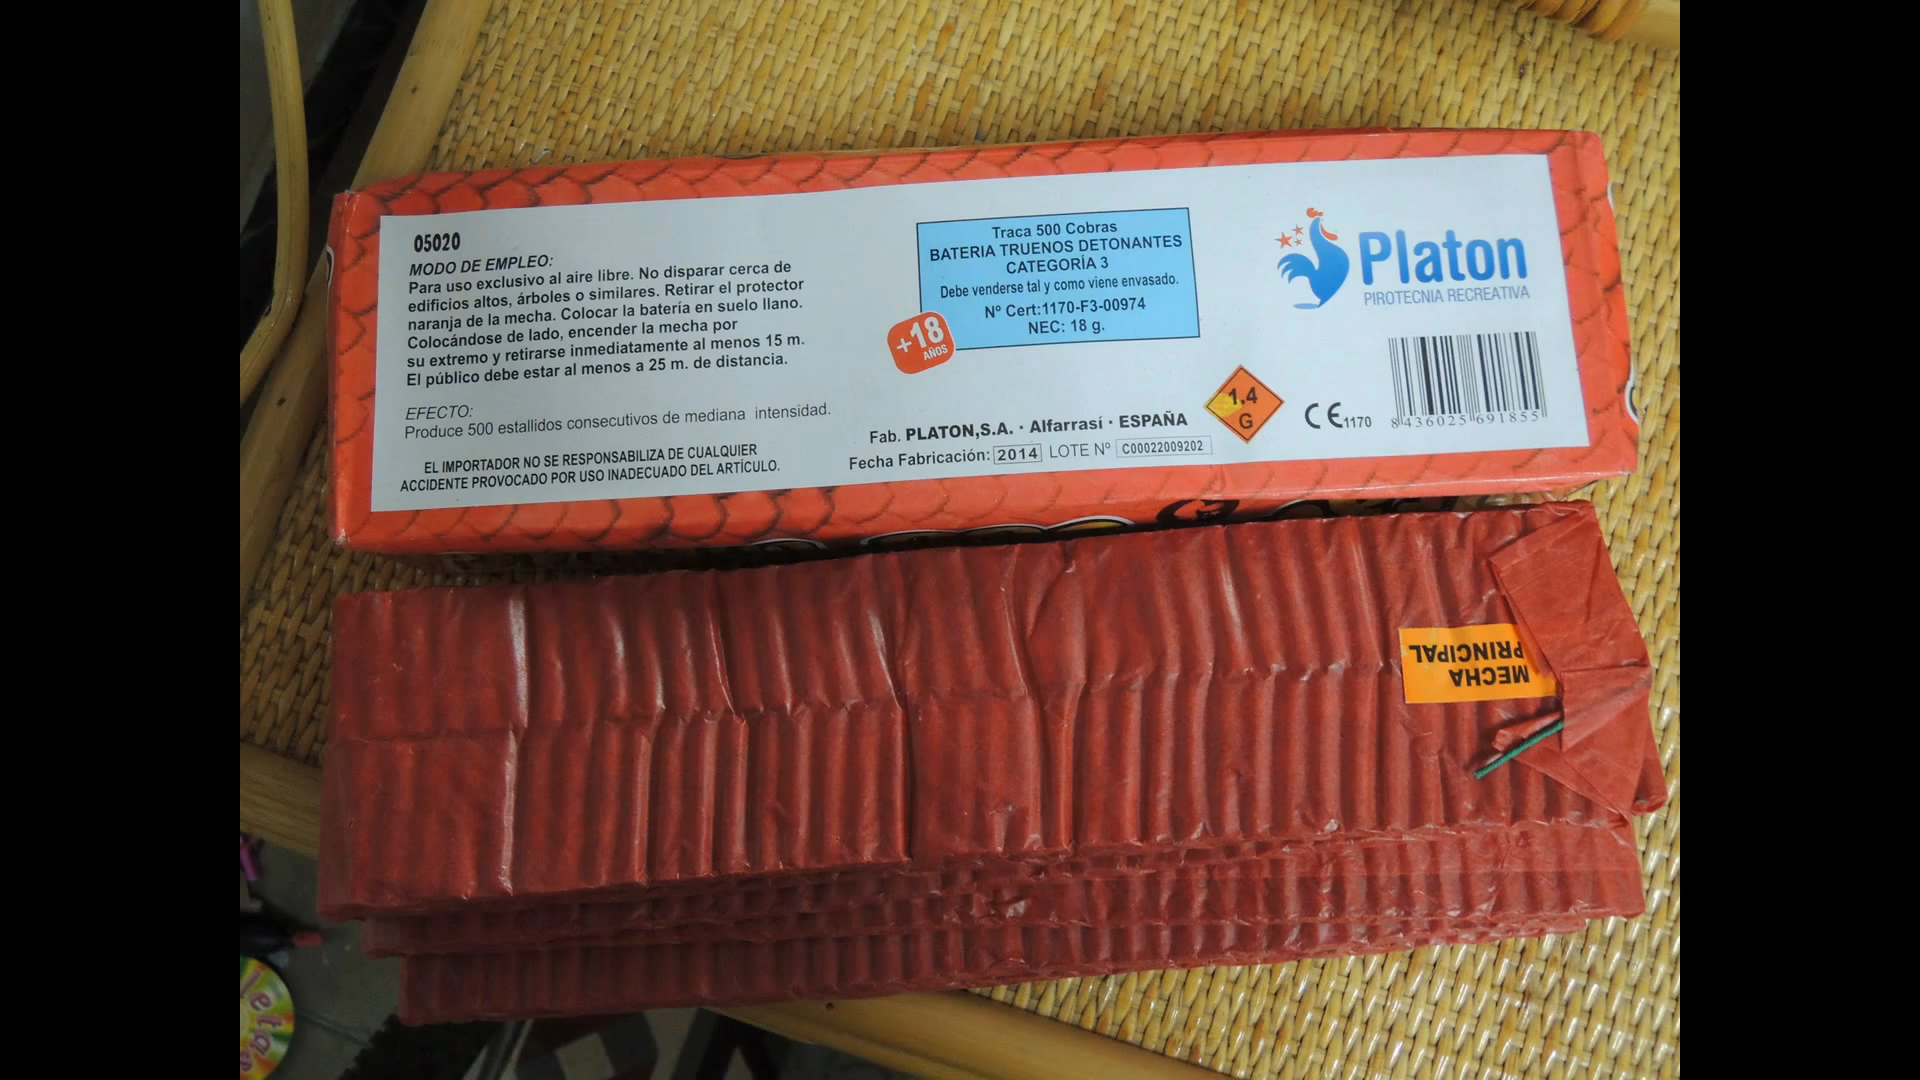 05020
MODO DE EMPLEO:
Para uso exclusivo al aire libre. No disparar cerca de
edificios altos, árboles o similares. Retirar el protector
naranja de la mecha. Colocar la batería en suelo llano.
Colocándose de lado, encender la mecha por
su extremo y retirarse inmediatamente al menos 15 m.
El público debe estar al menos a 25 m. de distancia.
EFECTO:
Produce 500 estallidos consecutivos de mediana intensidad.
EL IMPORTADOR NO SE RESPONSABILIZA DE CUALQUIER
ACCIDENTE PROVOCADO POR USO INADECUADO DEL ARTÍCULO.
Traca 500 Cobras
BATERIA TRUENOS DETONANTES
CATEGORÍA 3
Debe venderse tal y como viene envasado.
Nº Cert:1170-F3-00974
NEC: 18 g.
+18
AÑOS
Fab. PLATON,S.A. · Alfarrasí · ESPAÑA
Fecha Fabricación: 2014 LOTE Nº C00022009202
Platon
PIROTECNIA RECREATIVA
1.4
G
CE 1170
8 436025 691855
MECHA
PRINCIPAL